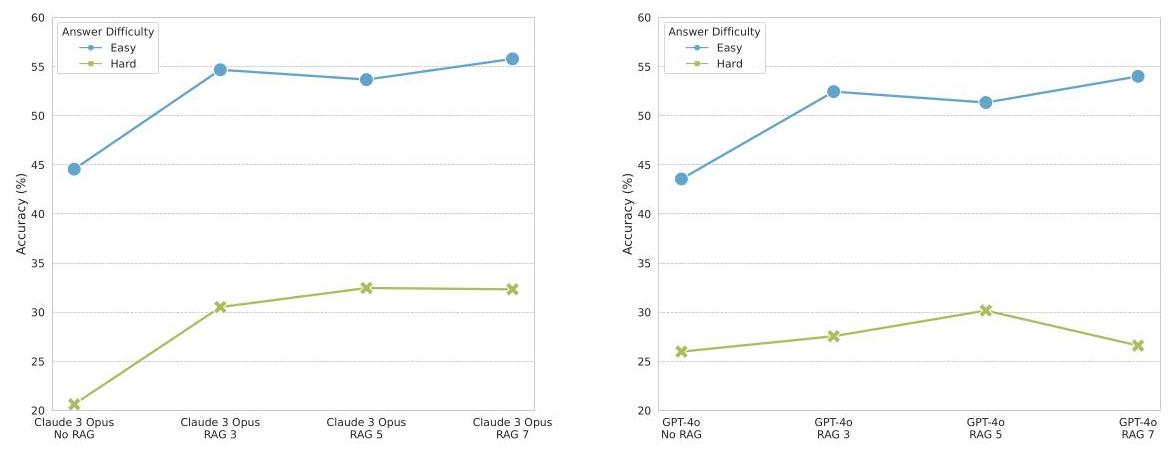 60
55
50
45
40
35
30
25
20
Accuracy (%)
Answer Difficulty
Easy
Hard
Claude 3 Opus
No RAG
Claude 3 Opus
RAG 3
Claude 3 Opus
RAG 5
Claude 3 Opus
RAG 7
60
55
50
45
40
35
30
25
20
Accuracy (%)
Answer Difficulty
Easy
Hard
GPT-4o
No RAG
GPT-4o
RAG 3
GPT-4o
RAG 5
GPT-4o
RAG 7